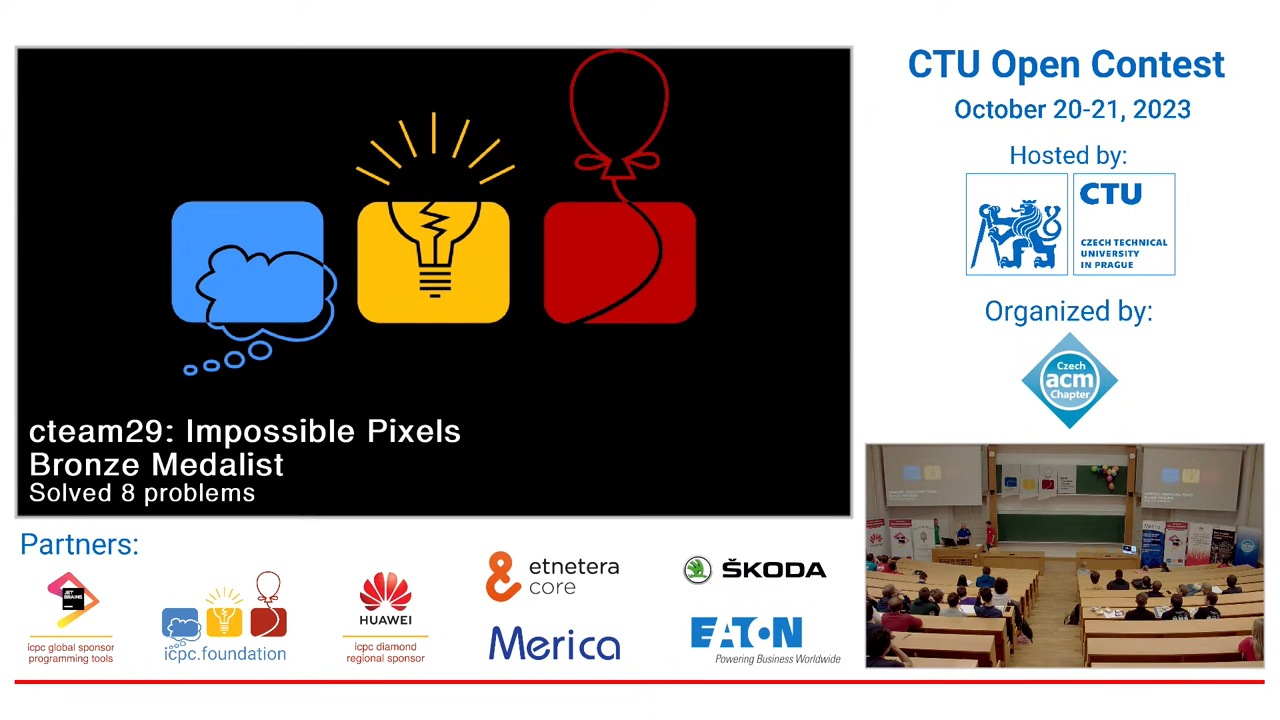 cteam29: Impossible Pixels
Bronze Medalist
Solved 8 problems
CTU Open Contest
October 20-21, 2023
Hosted by:
CTU
CZECH TECHNICAL
UNIVERSITY
IN PRAGUE
Organized by:
Czech
acm
Chapter
Partners:
JET
BRAINS
icpc global sponsor
programming tools
icpc.foundation
HUAWEI
icpc diamond
regional sponsor
etnetera
core
Merica
ŠKODA
EATON
Powering Business Worldwide